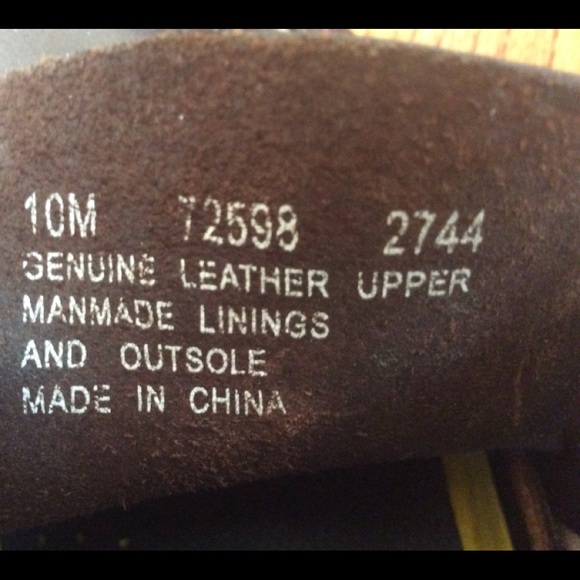 10M 72598 2744
GENUINE LEATHER UPPER
MANMADE LININGS
AND OUTSOLE
MADE IN CHINA